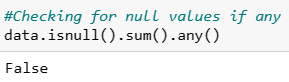 #Checking for null values if any
data.isnull().sum().any()
False